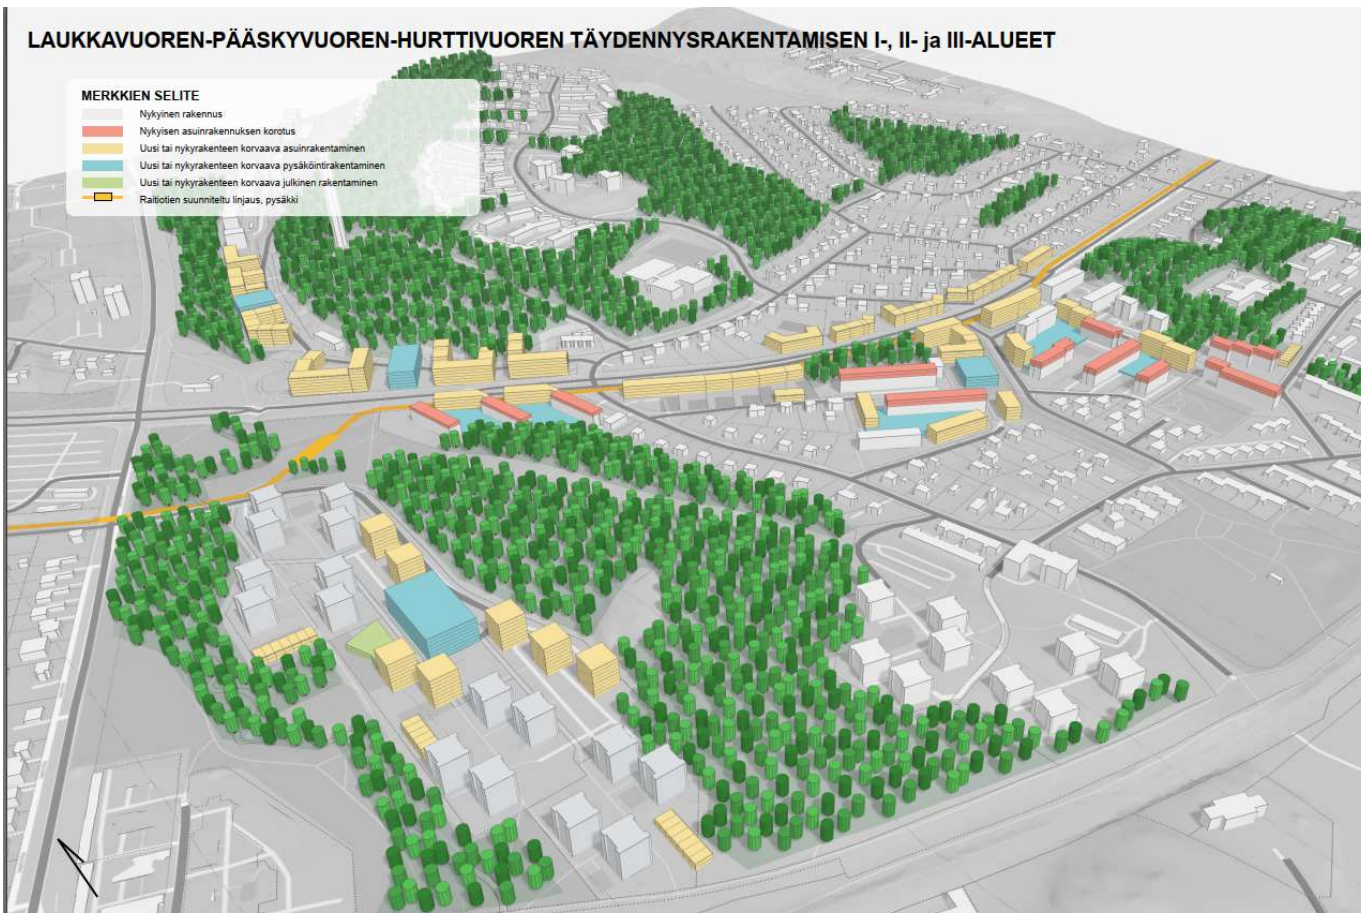 LAUKKAVUOREN-PÄÄSKYVUOREN-HURTTIVUOREN TÄYDENNYSRAKENTAMISEN I-, II- ja III-ALUEET
MERKKIEN SELITE
Nykyinen rakennus
Nykyisen asuinrakennuksen korotus
Uusi tai nykyrakenteen korvaava asuinrakentaminen
Uusi tai nykyrakenteen korvaava pysäköintirakentaminen
Uusi tai nykyrakenteen korvaava julkinen rakentaminen
Raitiotien suunniteltu linjaus, pysäkki